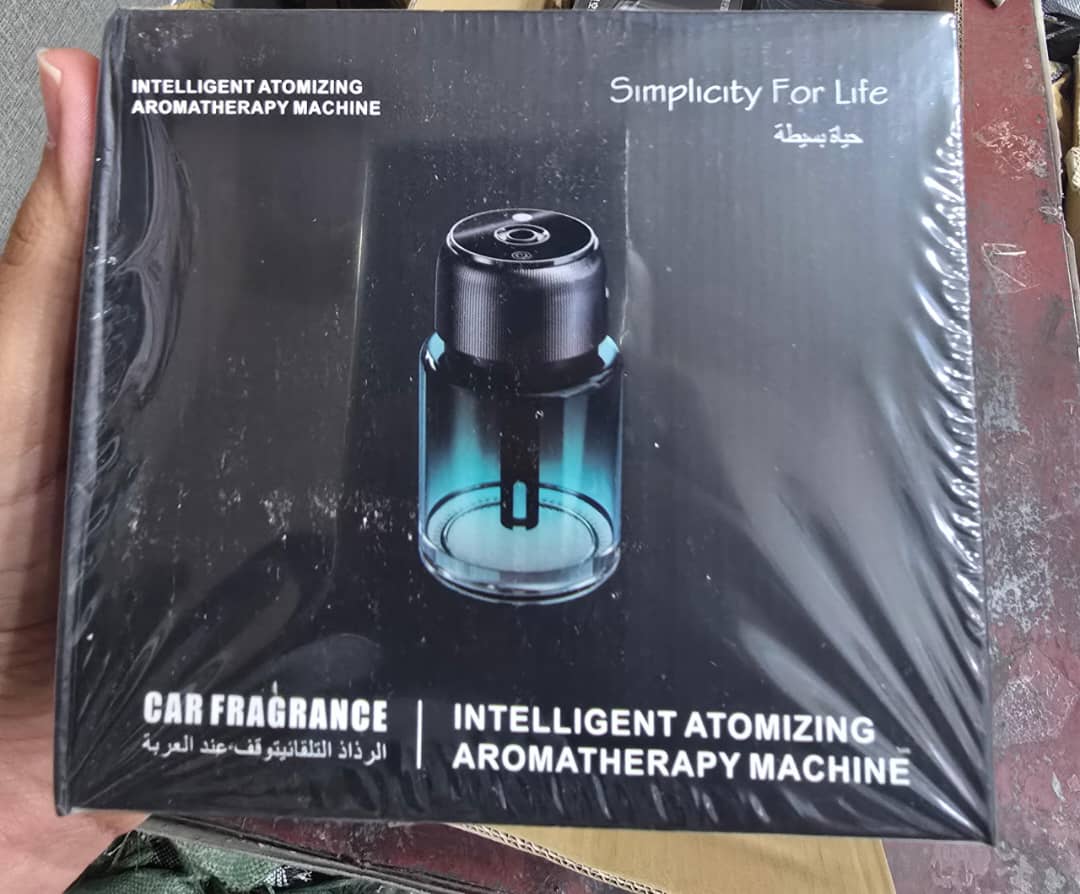 INTELLIGENT ATOMIZING
AROMATHERAPY MACHINE
Simplicity For Life
حياة بسيطة
CAR FRAGRANCE
الرذاذ التلقائيتوقف عند العربة
INTELLIGENT ATOMIZING
AROMATHERAPY MACHINE